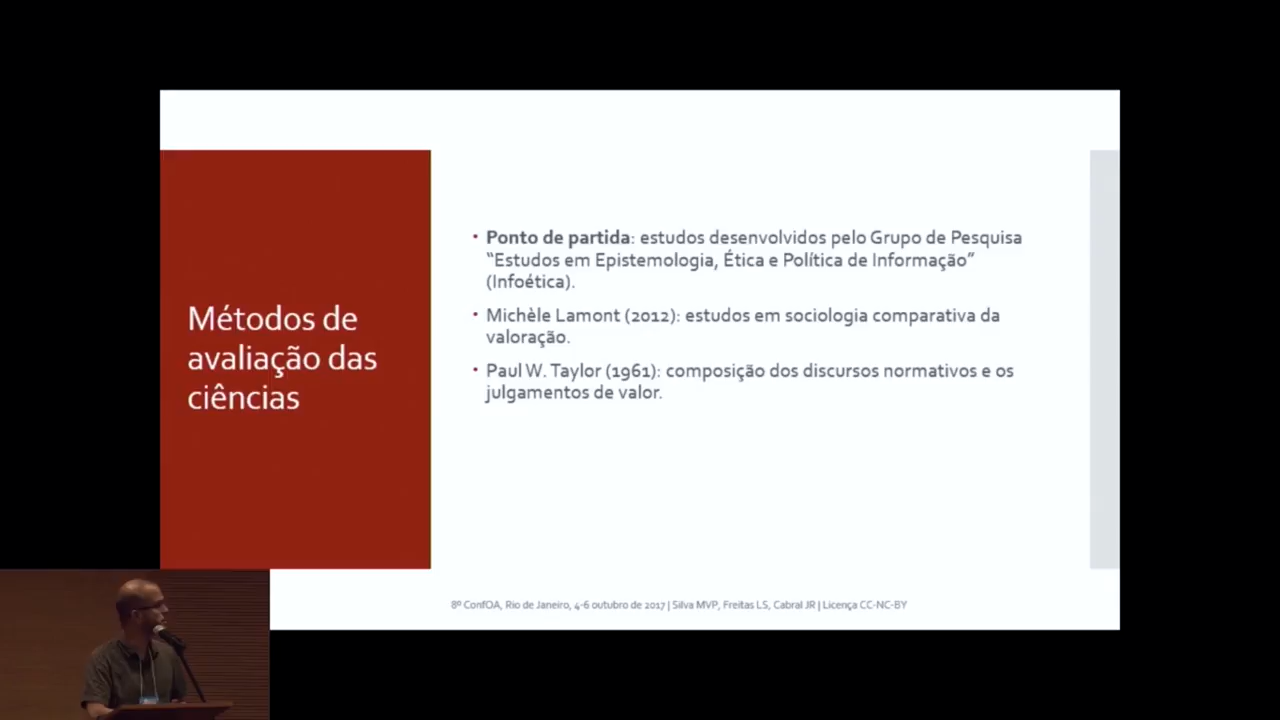 Métodos de
avaliação das
ciências
• Ponto de partida: estudos desenvolvidos pelo Grupo de Pesquisa
“Estudos em Epistemologia, Ética e Política de Informação”
(Infoética).
• Michèle Lamont (2012): estudos em sociologia comparativa da
valoração.
• Paul W. Taylor (1961): composição dos discursos normativos e os
julgamentos de valor.
8º ConfOA, Rio de Janeiro, 4-6 outubro de 2017 | Silva MVP, Freitas LS, Cabral JR | Licença CC-NC-BY